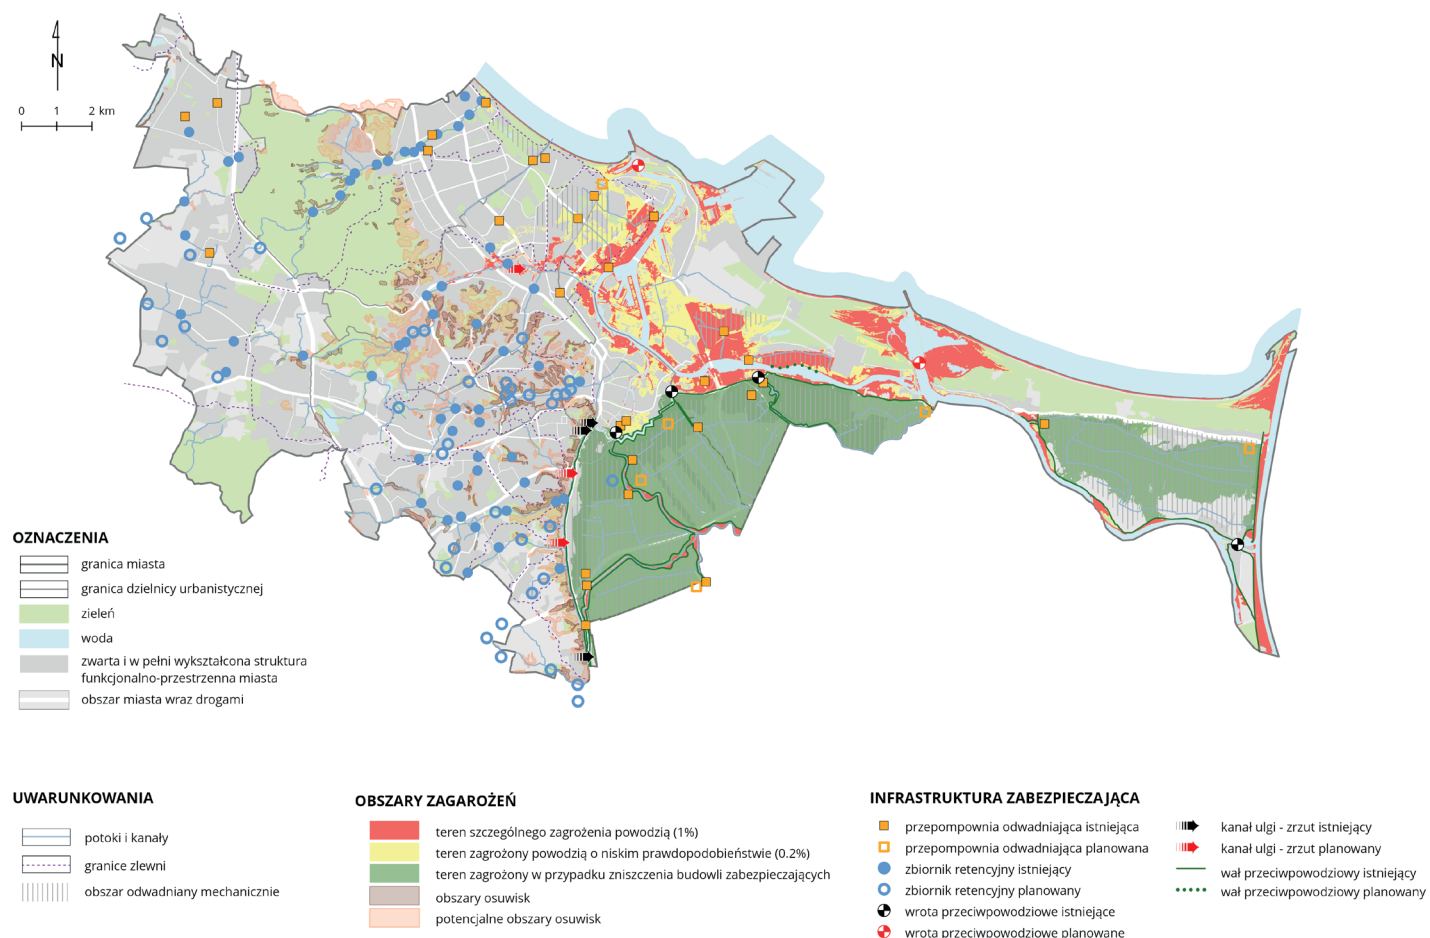 N
0 1 2 km
OZNACZENIA
granica miasta
granica dzielnicy urbanistycznej
zieleń
woda
zwarta i w pełni wykształcona struktura
funkcjonalno-przestrzenna miasta
obszar miasta wraz drogami
UWARUNKOWANIA
potoki i kanały
granice zlewni
obszar odwadniany mechanicznie
OBSZARY ZAGAROŻEŃ
teren szczególnego zagrożenia powodzią (1%)
teren zagrożony powodzią o niskim prawdopodobieństwie (0.2%)
teren zagrożony w przypadku zniszczenia budowli zabezpieczających
obszary osuwisk
potencjalne obszary osuwisk
INFRASTRUKTURA ZABEZPIECZAJĄCA
przepompownia odwadniająca istniejąca
przepompownia odwadniająca planowana
zbiornik retencyjny istniejący
zbiornik retencyjny planowany
wrota przeciwpowodziowe istniejące
wrota przeciwpowodziowe planowane
kanał ulgi - zrzut istniejący
kanał ulgi - zrzut planowany
wał przeciwpowodziowy istniejący
wał przeciwpowodziowy planowany